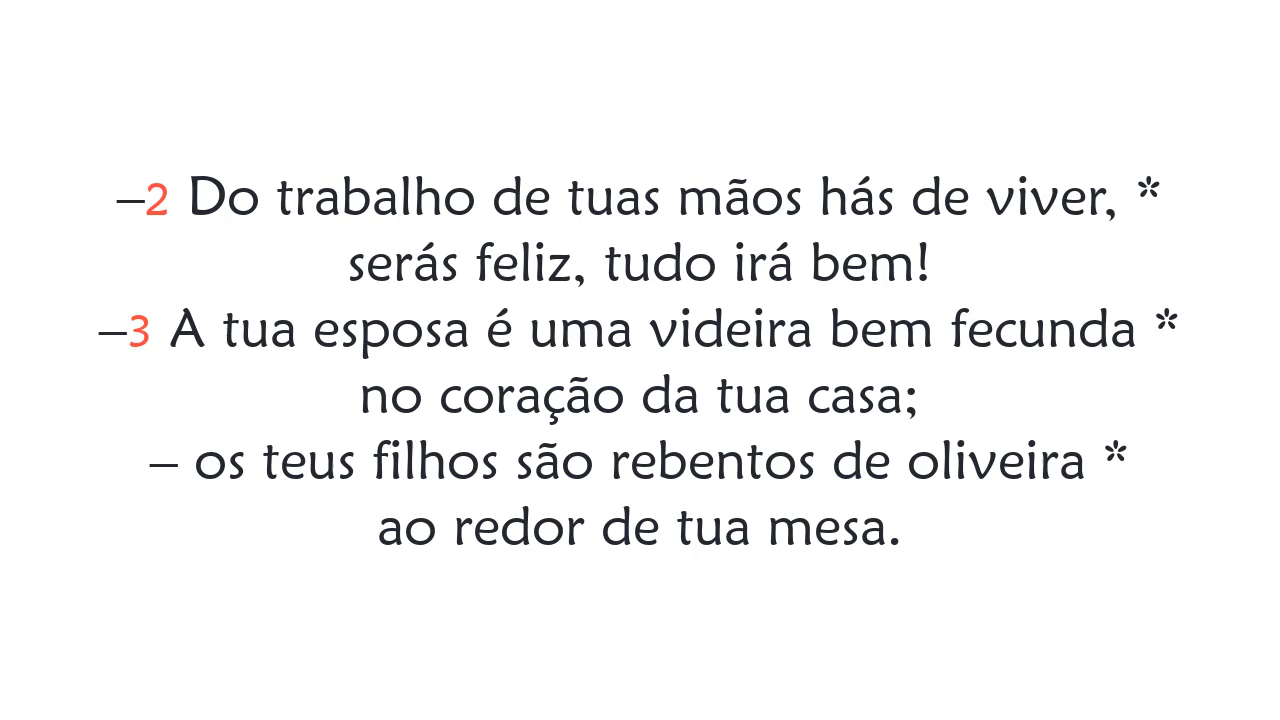 –2 Do trabalho de tuas mãos hás de viver, *
serás feliz, tudo irá bem!
–3 A tua esposa é uma videira bem fecunda *
no coração da tua casa;
– os teus filhos são rebentos de oliveira *
ao redor de tua mesa.